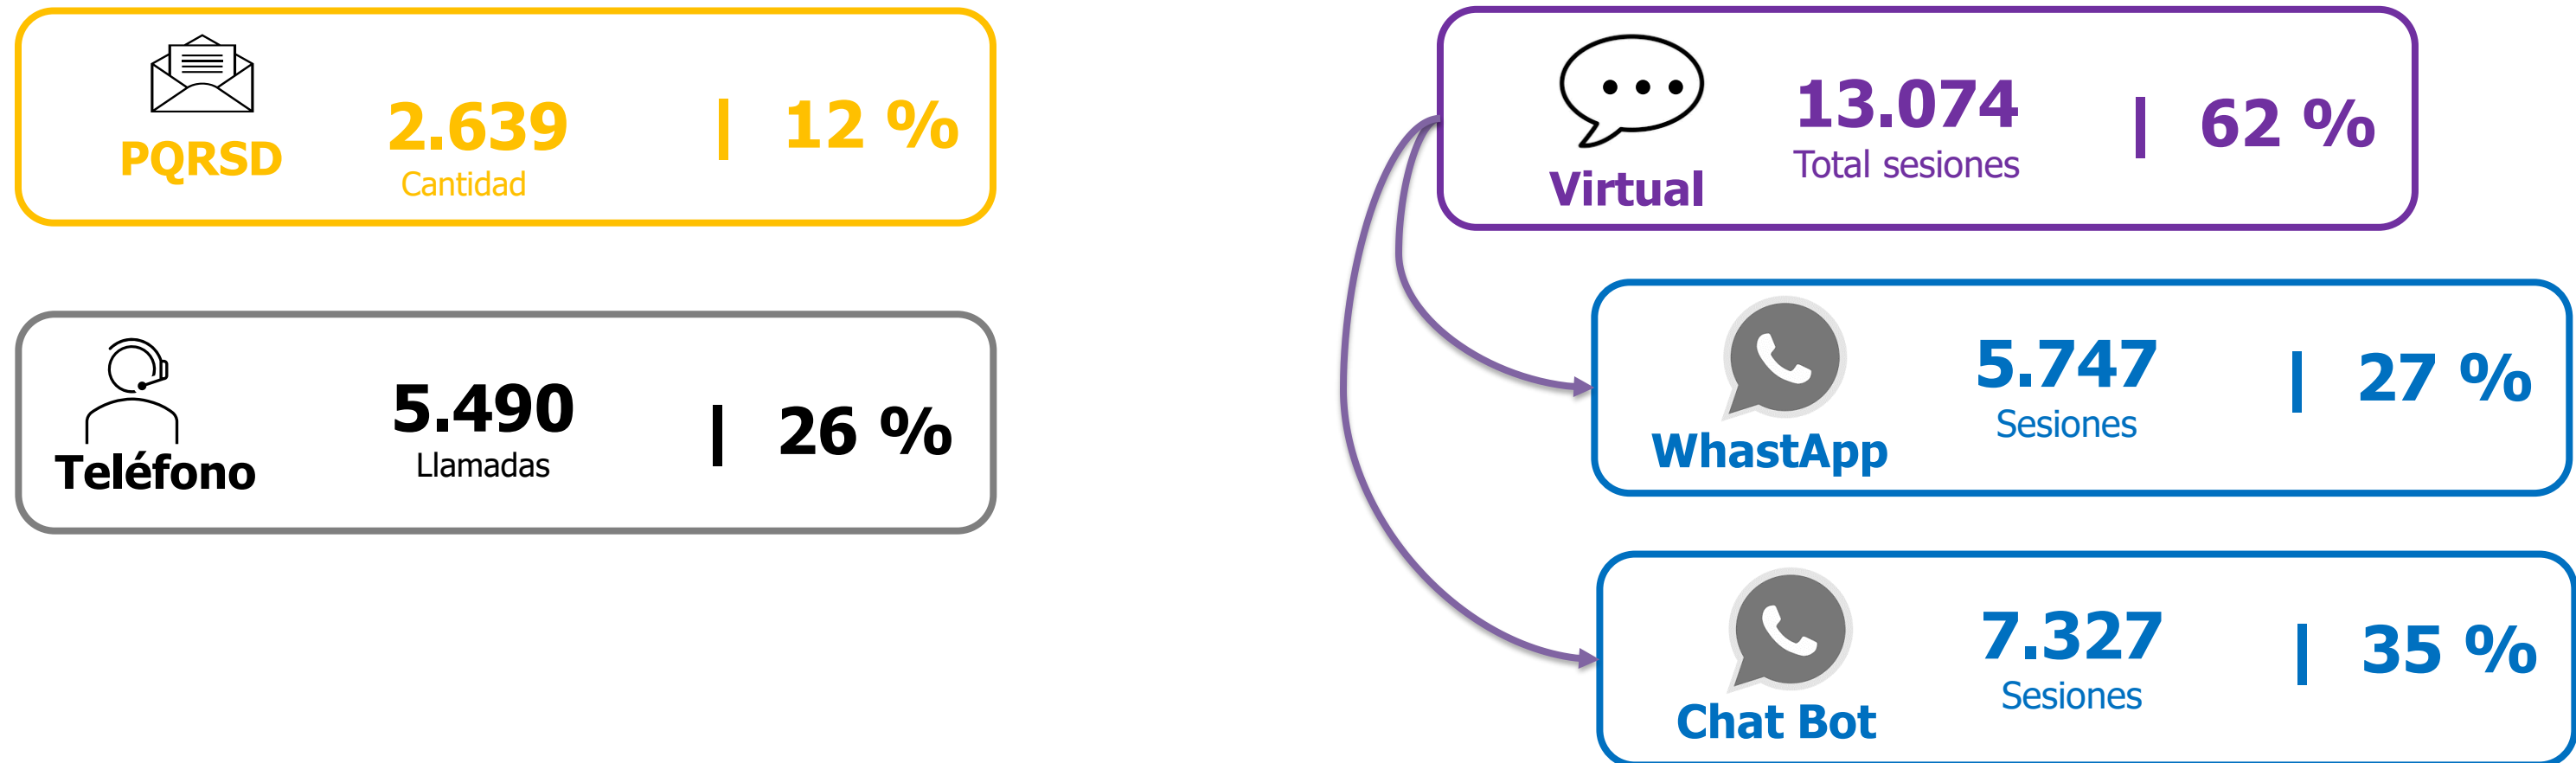 PQRSD
2.639
Cantidad
| 12 %
Teléfono
5.490
Llamadas
| 26 %
Virtual
13.074
Total sesiones
| 62 %
WhastApp
5.747
Sesiones
| 27 %
Chat Bot
7.327
Sesiones
| 35 %